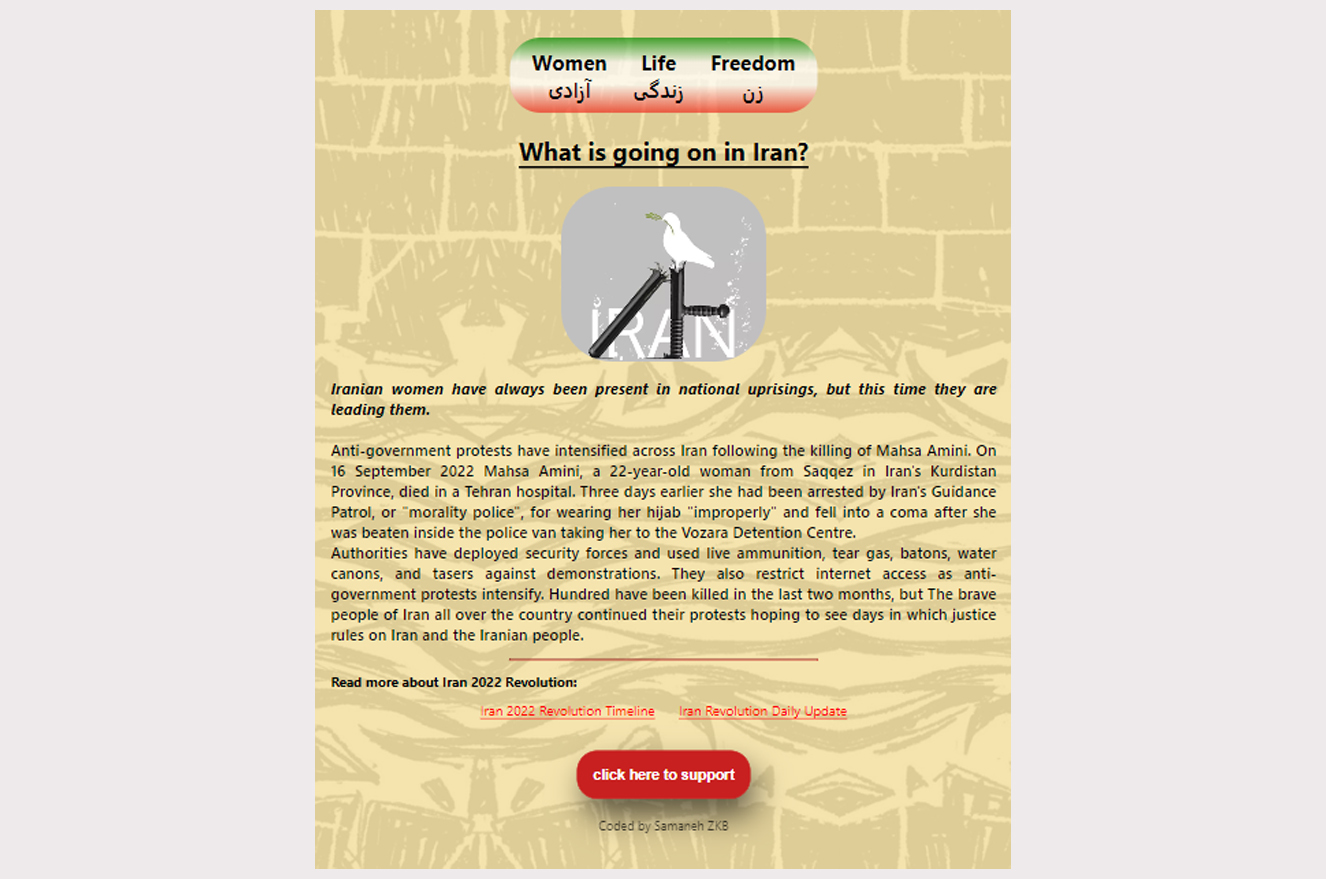 Women Life Freedom
آزادی زندگی زن
What is going on in Iran?
IRAN
Iranian women have always been present in national uprisings, but this time they are
leading them.
Anti-government protests have intensified across Iran following the killing of Mahsa Amini. On
16 September 2022 Mahsa Amini, a 22-year-old woman from Saqqez in Iran's Kurdistan
Province, died in a Tehran hospital. Three days earlier she had been arrested by Iran's Guidance
Patrol, or "morality police", for wearing her hijab "improperly" and fell into a coma after she
was beaten inside the police van taking her to the Vozara Detention Centre.
Authorities have deployed security forces and used live ammunition, tear gas, batons, water
canons, and tasers against demonstrations. They also restrict internet access as anti-
government protests intensify. Hundred have been killed in the last two months, but The brave
people of Iran all over the country continued their protests hoping to see days in which justice
rules on Iran and the Iranian people.
Read more about Iran 2022 Revolution:
Iran 2022 Revolution Timeline Iran Revolution Daily Update
click here to support
Coded by Samaneh ZKB